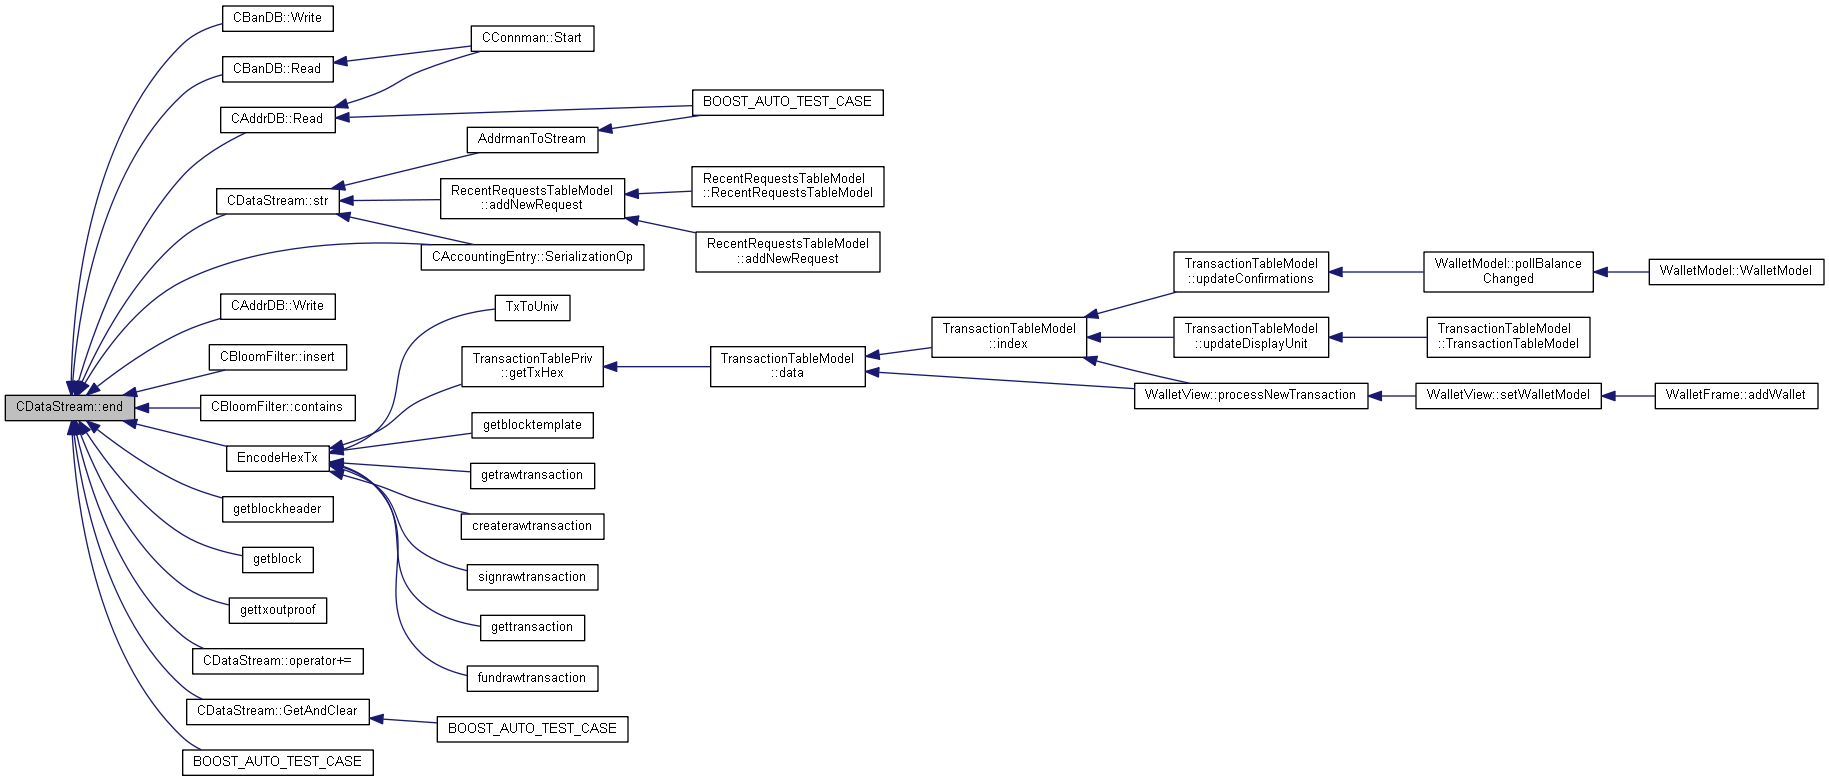 CDataStream::end
CBanDB::Write
CBanDB::Read
CAddrDB::Read
CDataStream::str
CAccountingEntry::SerializationOp
CAddrDB::Write
CBloomFilter::insert
CBloomFilter::contains
EncodeHexTx
getblockheader
getblock
gettxoutproof
CDataStream::operator+=
CDataStream::GetAndClear
BOOST_AUTO_TEST_CASE
CConnman::Start
BOOST_AUTO_TEST_CASE
AddrmanToStream
RecentRequestsTableModel
::addNewRequest
RecentRequestsTableModel
::RecentRequestsTableModel
RecentRequestsTableModel
::addNewRequest
TxToUniv
TransactionTablePriv
::getTxHex
getblocktemplate
getrawtransaction
createrawtransaction
signrawtransaction
gettransaction
fundrawtransaction
BOOST_AUTO_TEST_CASE
TransactionTableModel
::data
TransactionTableModel
::index
TransactionTableModel
::updateConfirmations
TransactionTableModel
::updateDisplayUnit
WalletView::processNewTransaction
WalletModel::pollBalance
Changed
TransactionTableModel
::TransactionTableModel
WalletView::setWalletModel
WalletModel::WalletModel
WalletFrame::addWallet